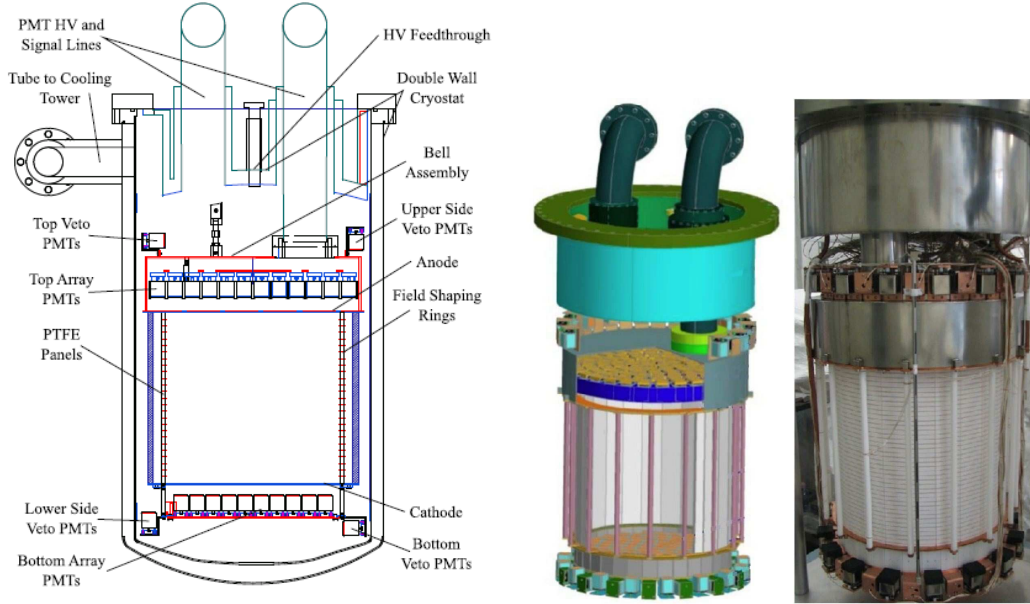 PMT HV and
Signal Lines
HV Feedthrough
Tube to Cooling
Tower
Double Wall
Cryostat
Bell
Assembly
Top Veto
PMTs
Upper Side
Veto PMTs
Top Array
PMTs
Anode
Field Shaping
Rings
PTFE
Panels
Lower Side
Veto PMTs
Cathode
Bottom Array
PMTs
Bottom
Veto PMTs